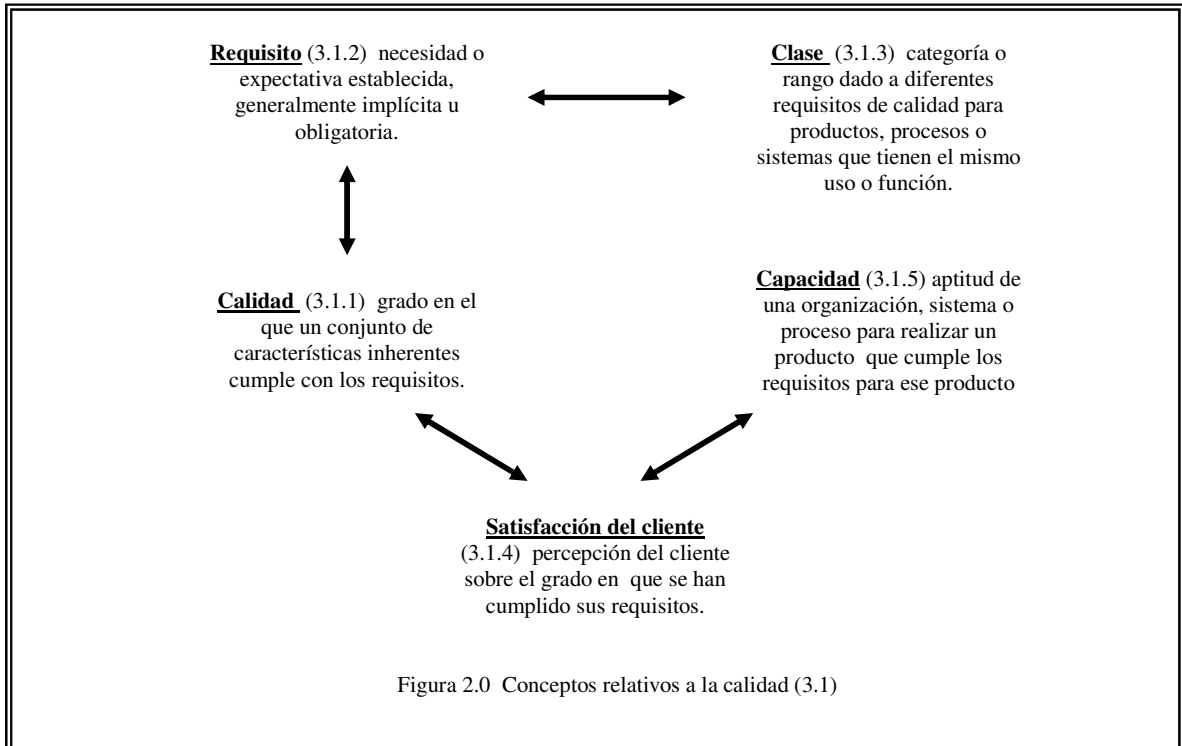 Requisito (3.1.2) necesidad o
expectativa establecida,
generalmente implícita u
obligatoria.
Clase (3.1.3) categoría o
rango dado a diferentes
requisitos de calidad para
productos, procesos o
sistemas que tienen el mismo
uso o función.
Calidad (3.1.1) grado en el
que un conjunto de
características inherentes
cumple con los requisitos.
Capacidad (3.1.5) aptitud de
una organización, sistema o
proceso para realizar un
producto que cumple los
requisitos para ese producto
Satisfacción del cliente
(3.1.4) percepción del cliente
sobre el grado en que se han
cumplido sus requisitos.
Figura 2.0 Conceptos relativos a la calidad (3.1)